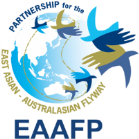 PARTNERSHIP for the
EAST ASIAN - AUSTRALASIAN FLYWAY
EAAFP